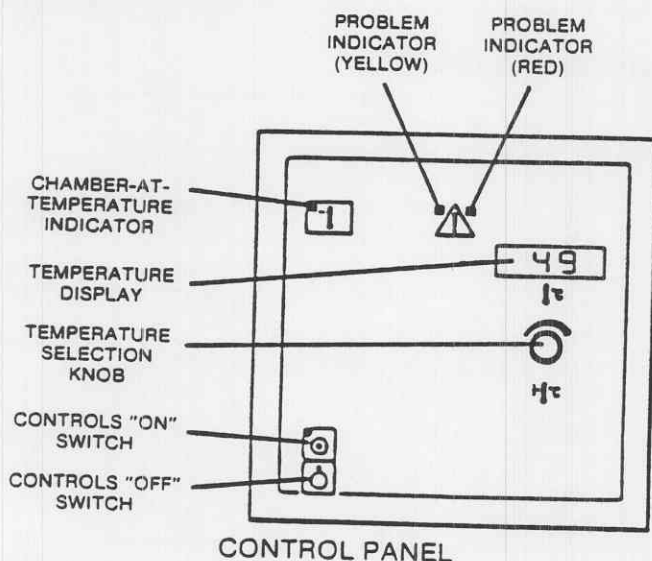 PROBLEM
INDICATOR
(YELLOW)
PROBLEM
INDICATOR
(RED)
CHAMBER-AT-
TEMPERATURE
INDICATOR
TEMPERATURE
DISPLAY
49
TEMPERATURE
SELECTION
KNOB
CONTROLS "ON"
SWITCH
CONTROLS "OFF"
SWITCH
CONTROL PANEL